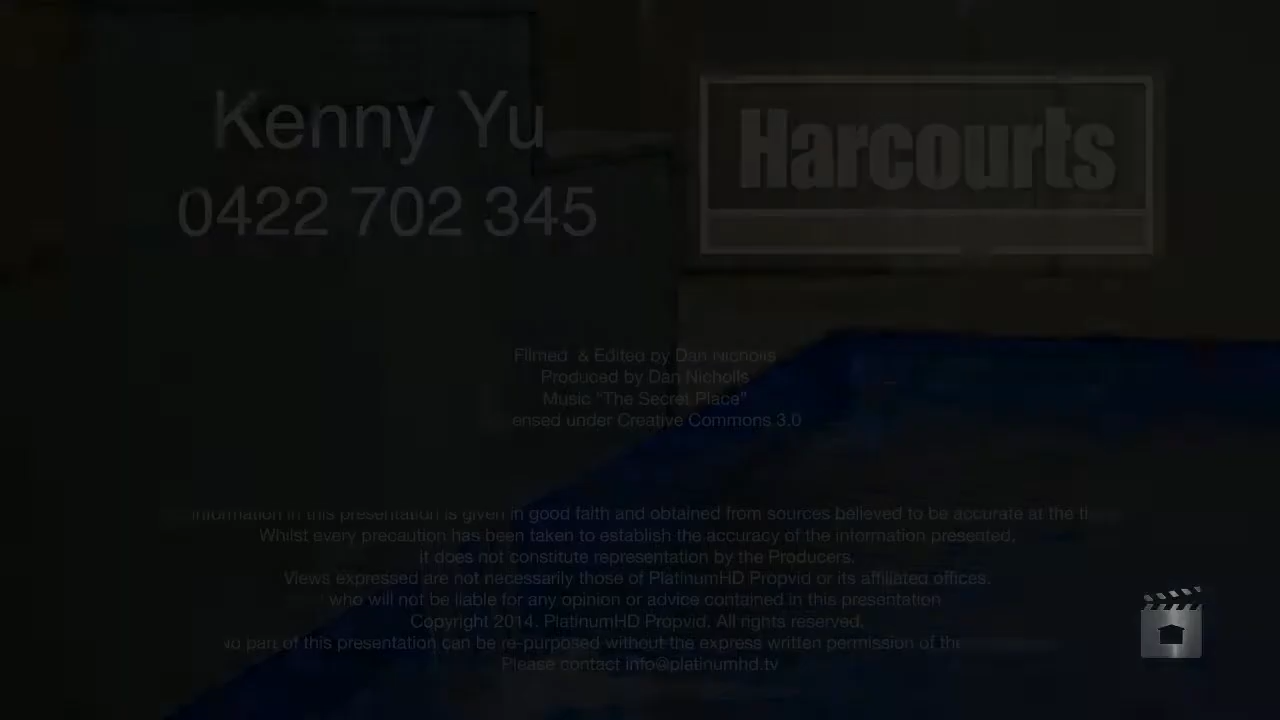 Kenny Yu
0422 702 345
Harcourts
Filmed & Edited by Dan Nicholls
Produced by Dan Nicholls
Music "The Secret Place"
ensed under Creative Commons 3.0
information in this presentation is given in good faith and obtained from sources believed to be accurate at the
Whilst every precaution has been taken to establish the accuracy of the information presented,
it does not constitute representation by the Producers.
Views expressed are not necessarily those of PlatinumHD Propvid or its affiliated offices.
who will not be liable for any opinion or advice contained in this presentation
Copyright 2014. PlatinumHD Propvid. All rights reserved.
No part of this presentation can be re-purposed without the express written permission of the
Please contact info@platinumhd.tv